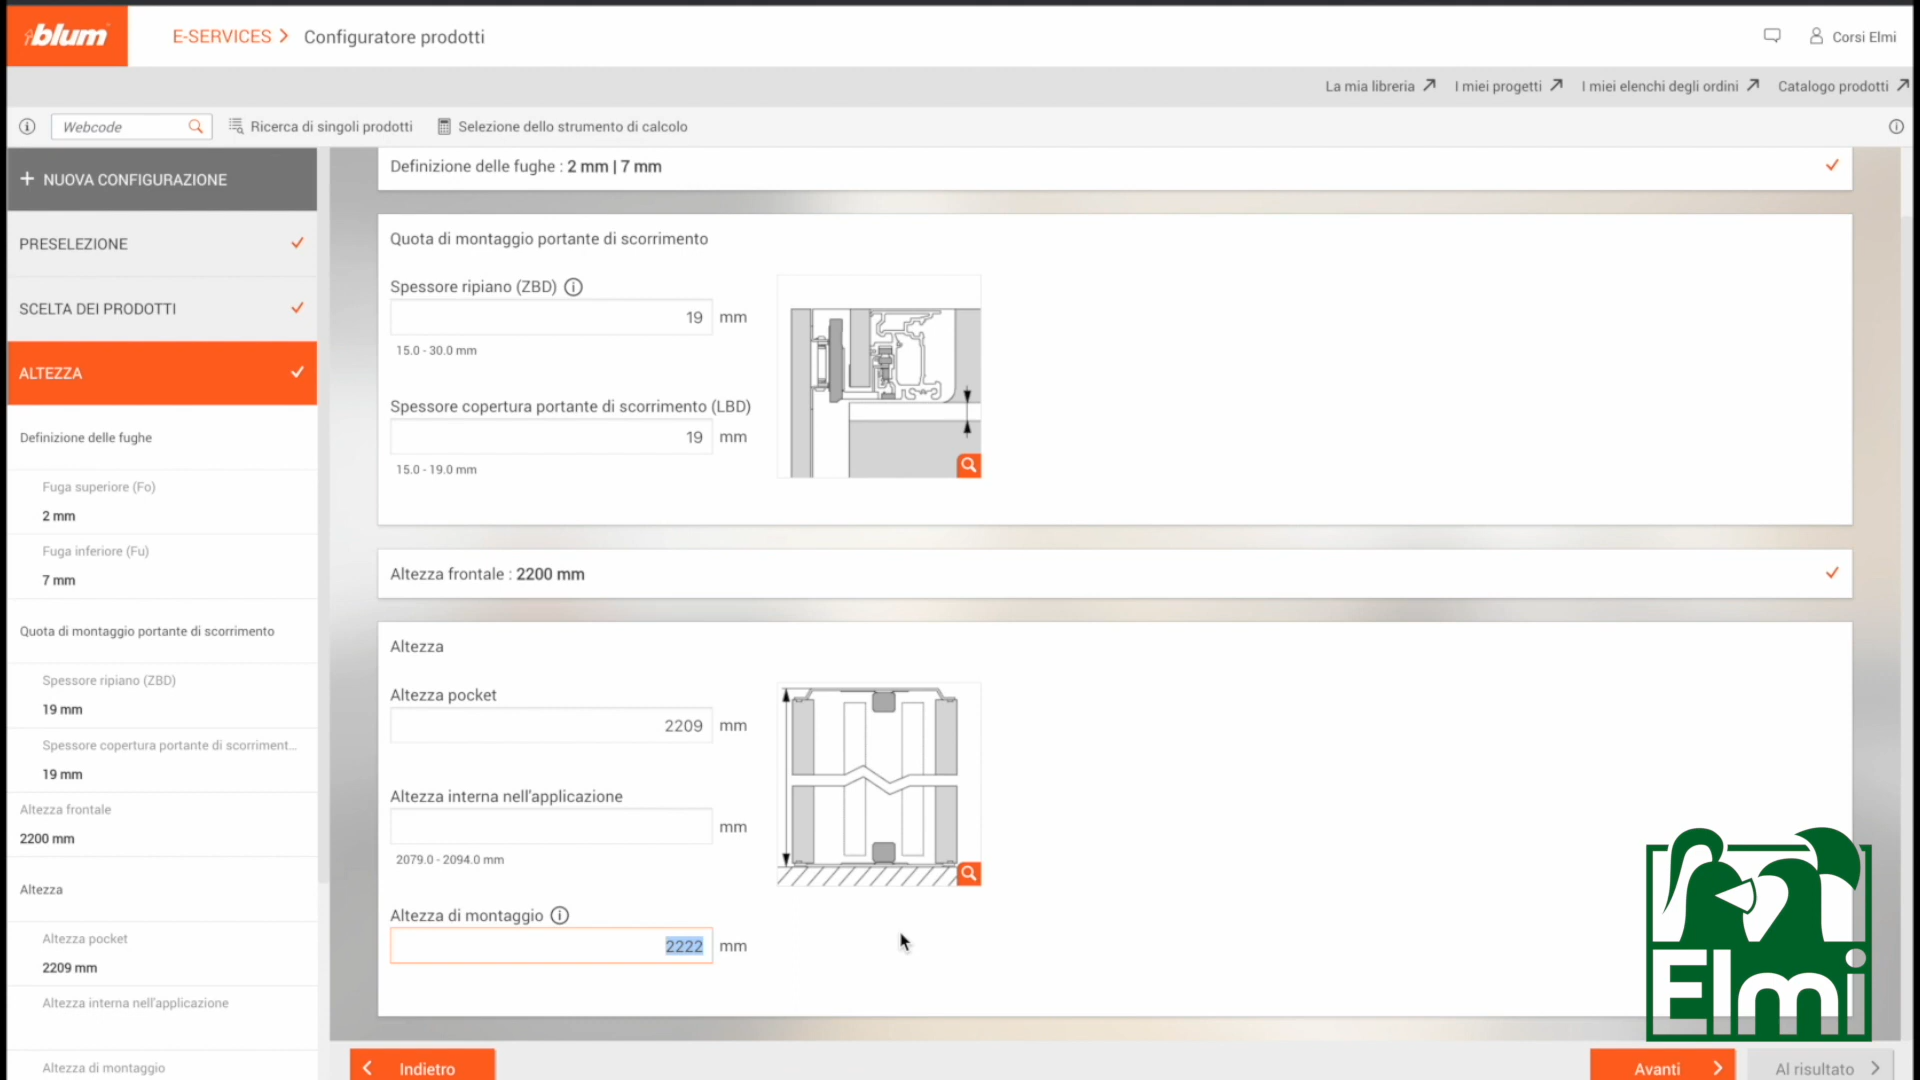 blum
E-SERVICES > Configuratore prodotti
Corsi Elmi
La mia libreria
I miei progetti
I miei elenchi degli ordini
Catalogo prodotti
Webcode
Ricerca di singoli prodotti
Selezione dello strumento di calcolo
+ NUOVA CONFIGURAZIONE
PRESELEZIONE
SCELTA DEI PRODOTTI
ALTEZZA
Definizione delle fughe
Fuga superiore (Fo)
2 mm
Fuga inferiore (Fu)
7 mm
Quota di montaggio portante di scorrimento
Spessore ripiano (ZBD)
19 mm
Spessore copertura portante di scorriment...
19 mm
Altezza frontale
2200 mm
Altezza
Altezza pocket
2209 mm
Altezza interna nell'applicazione
Altezza di montaggio
Definizione delle fughe : 2 mm | 7 mm
Quota di montaggio portante di scorrimento
Spessore ripiano (ZBD)
19 mm
15.0 - 30.0 mm
Spessore copertura portante di scorrimento (LBD)
19 mm
15.0 - 19.0 mm
Altezza frontale : 2200 mm
Altezza
Altezza pocket
2209 mm
Altezza interna nell'applicazione
mm
2079.0 - 2094.0 mm
Altezza di montaggio
2222 mm
Indietro
Avanti
Al risultato
Elmi